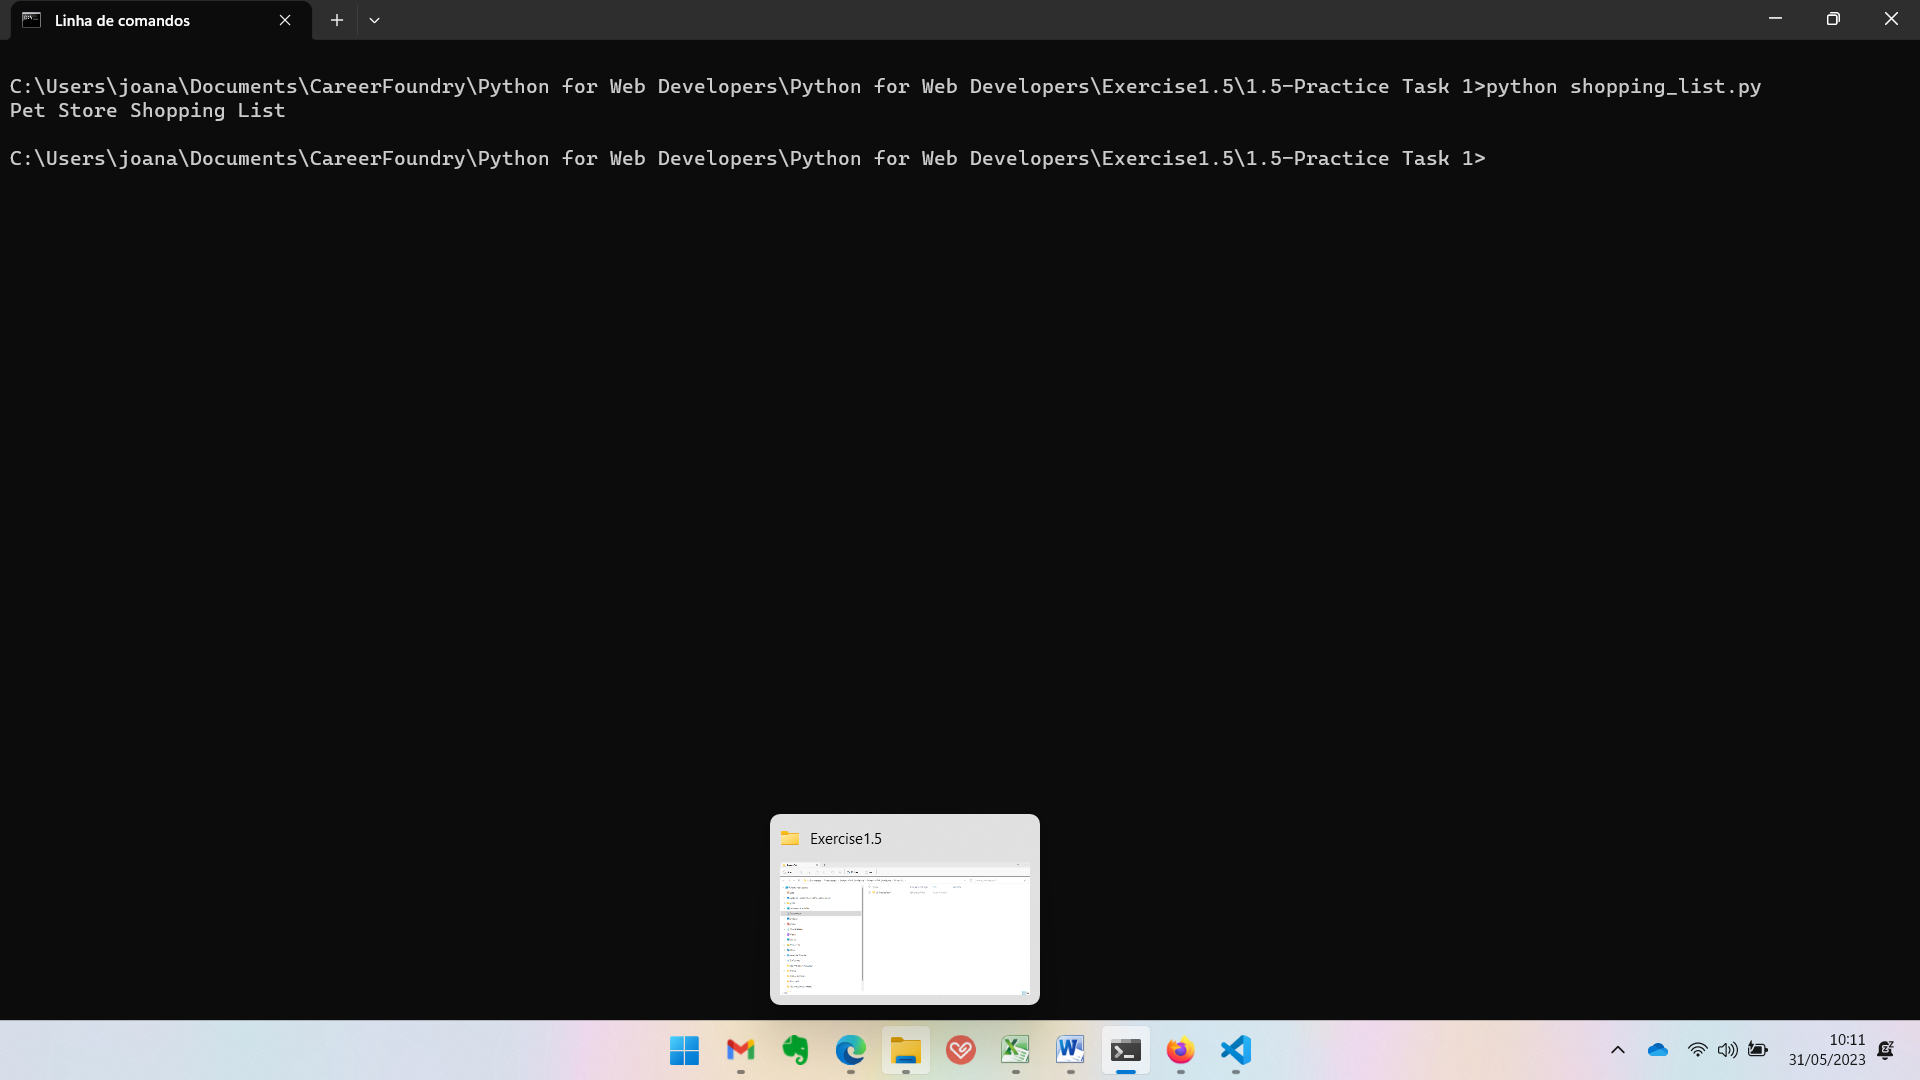 Linha de comandos
C:\Users\joana\Documents\CareerFoundry\Python for Web Developers\Python for Web Developers\Exercise1.5\1.5-Practice Task 1>python shopping_list.py
Pet Store Shopping List
C:\Users\joana\Documents\CareerFoundry\Python for Web Developers\Python for Web Developers\Exercise1.5\1.5-Practice Task 1>
Exercise1.5
10:11
31/05/2023